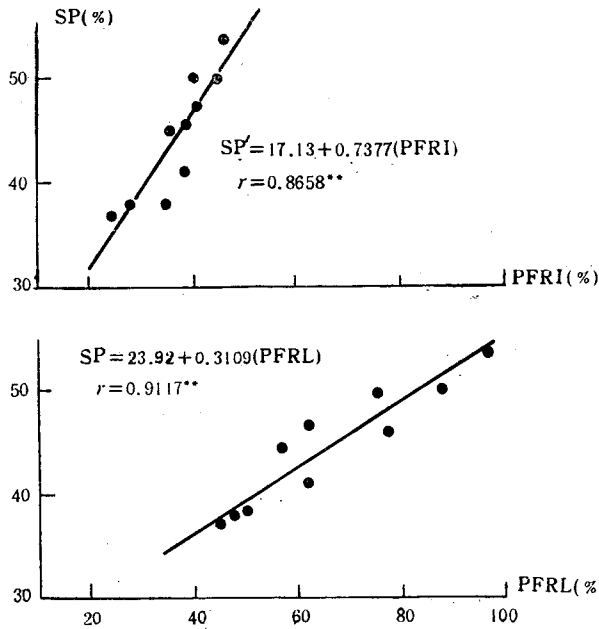 SP(%)
50
SP′=17.13+0.7377(PFRI)
40
r=0.8658**
30
PFRI(%)
SP=23.92+0.3109(PFRL)
50
r=0.9117**
40
30
PFRL(%
20 40 60 80 100